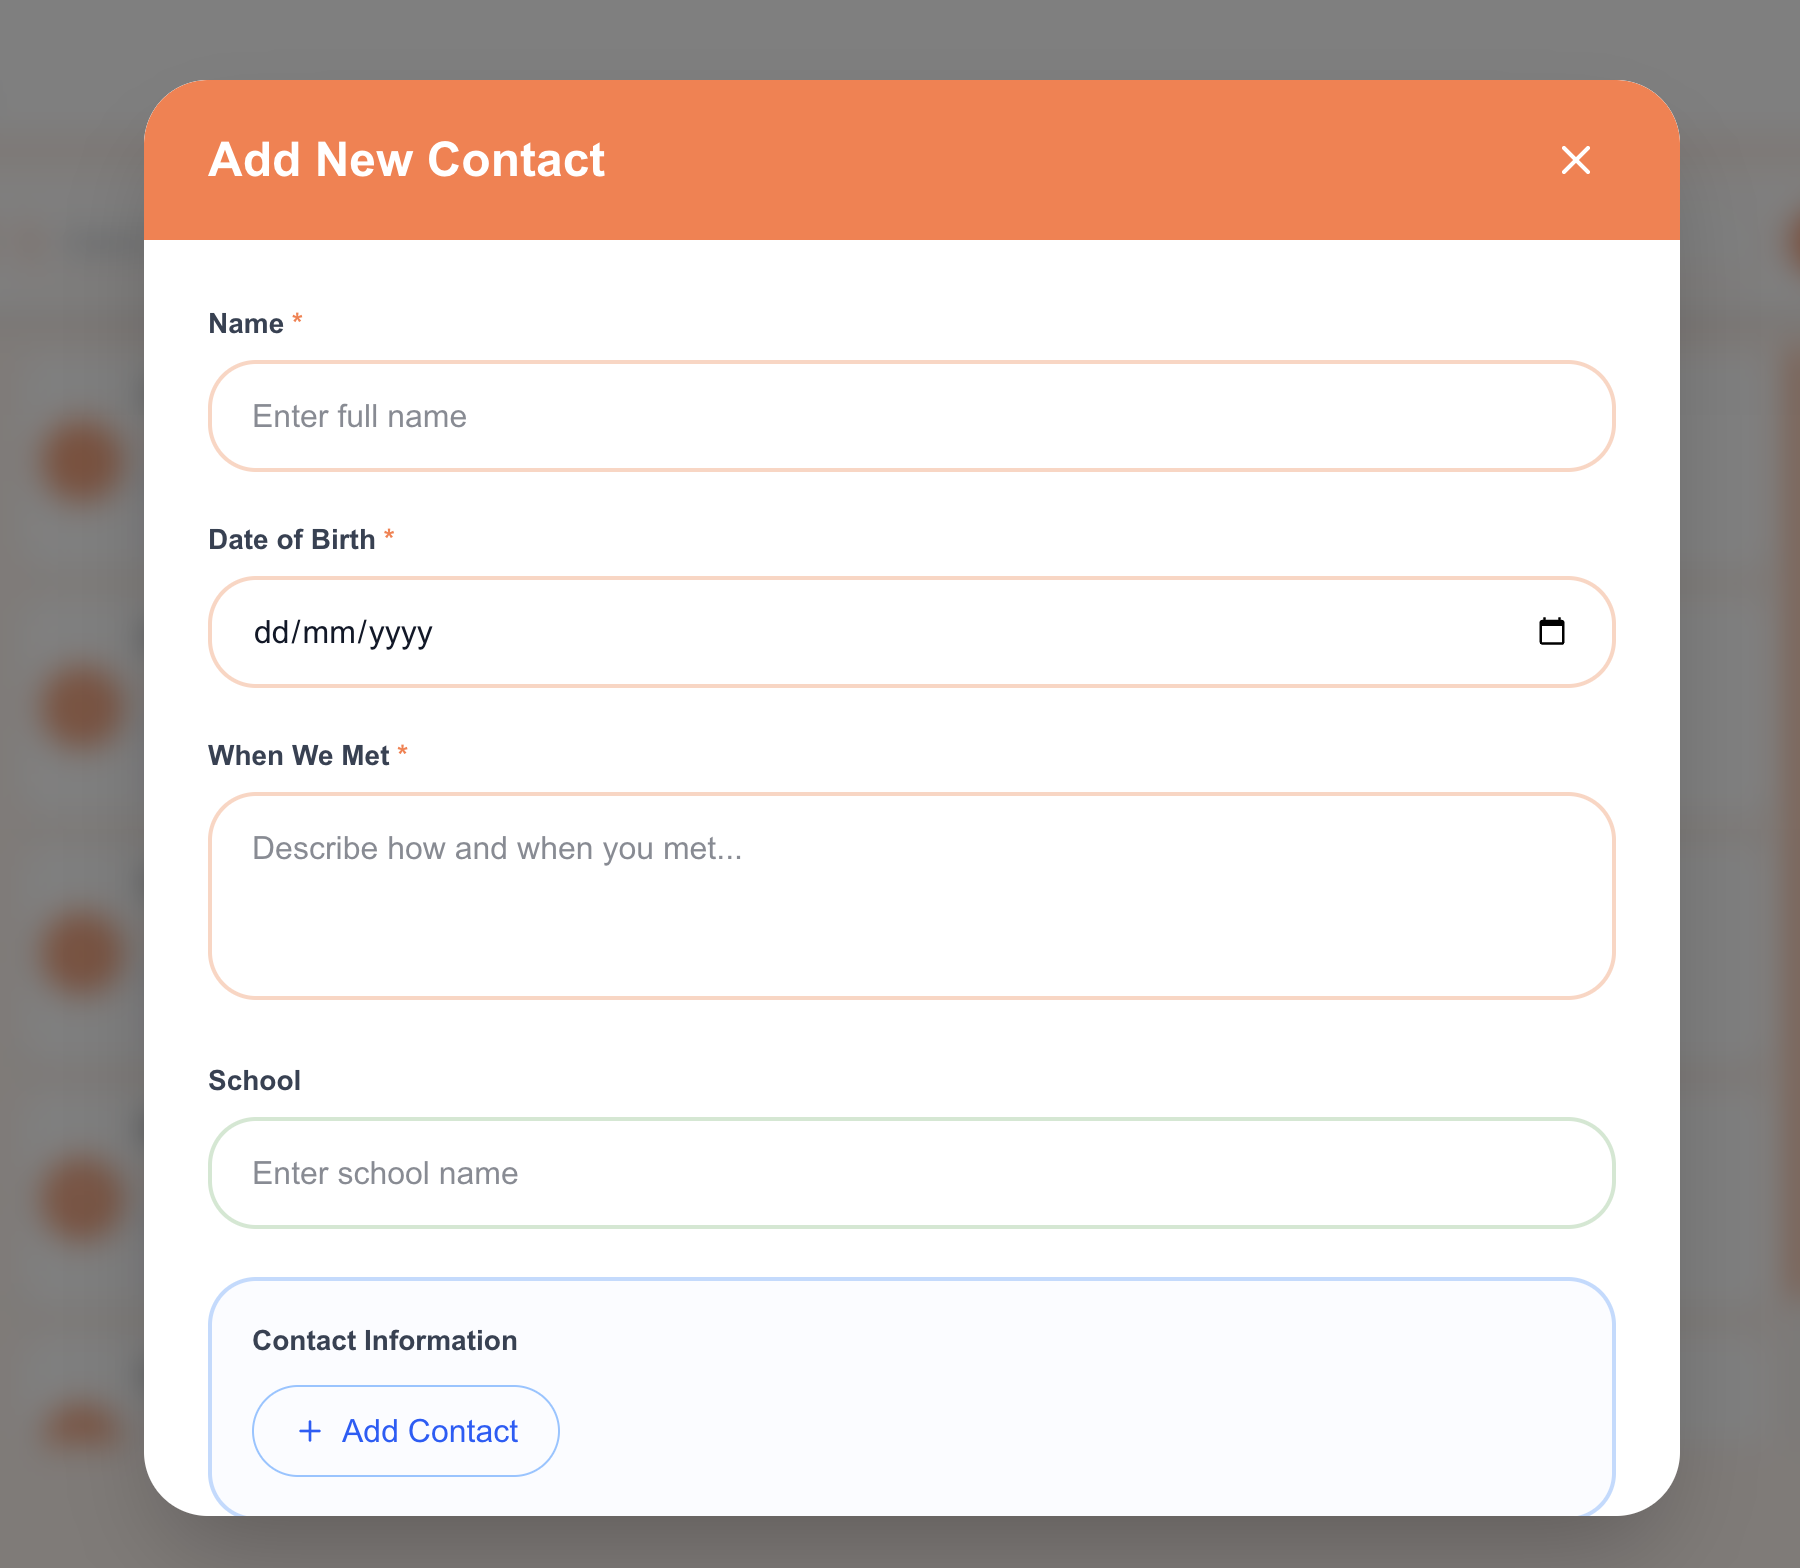 Add New Contact
Name *
Enter full name
Date of Birth *
dd/mm/yyyy
When We Met *
Describe how and when you met...
School
Enter school name
Contact Information
+ Add Contact